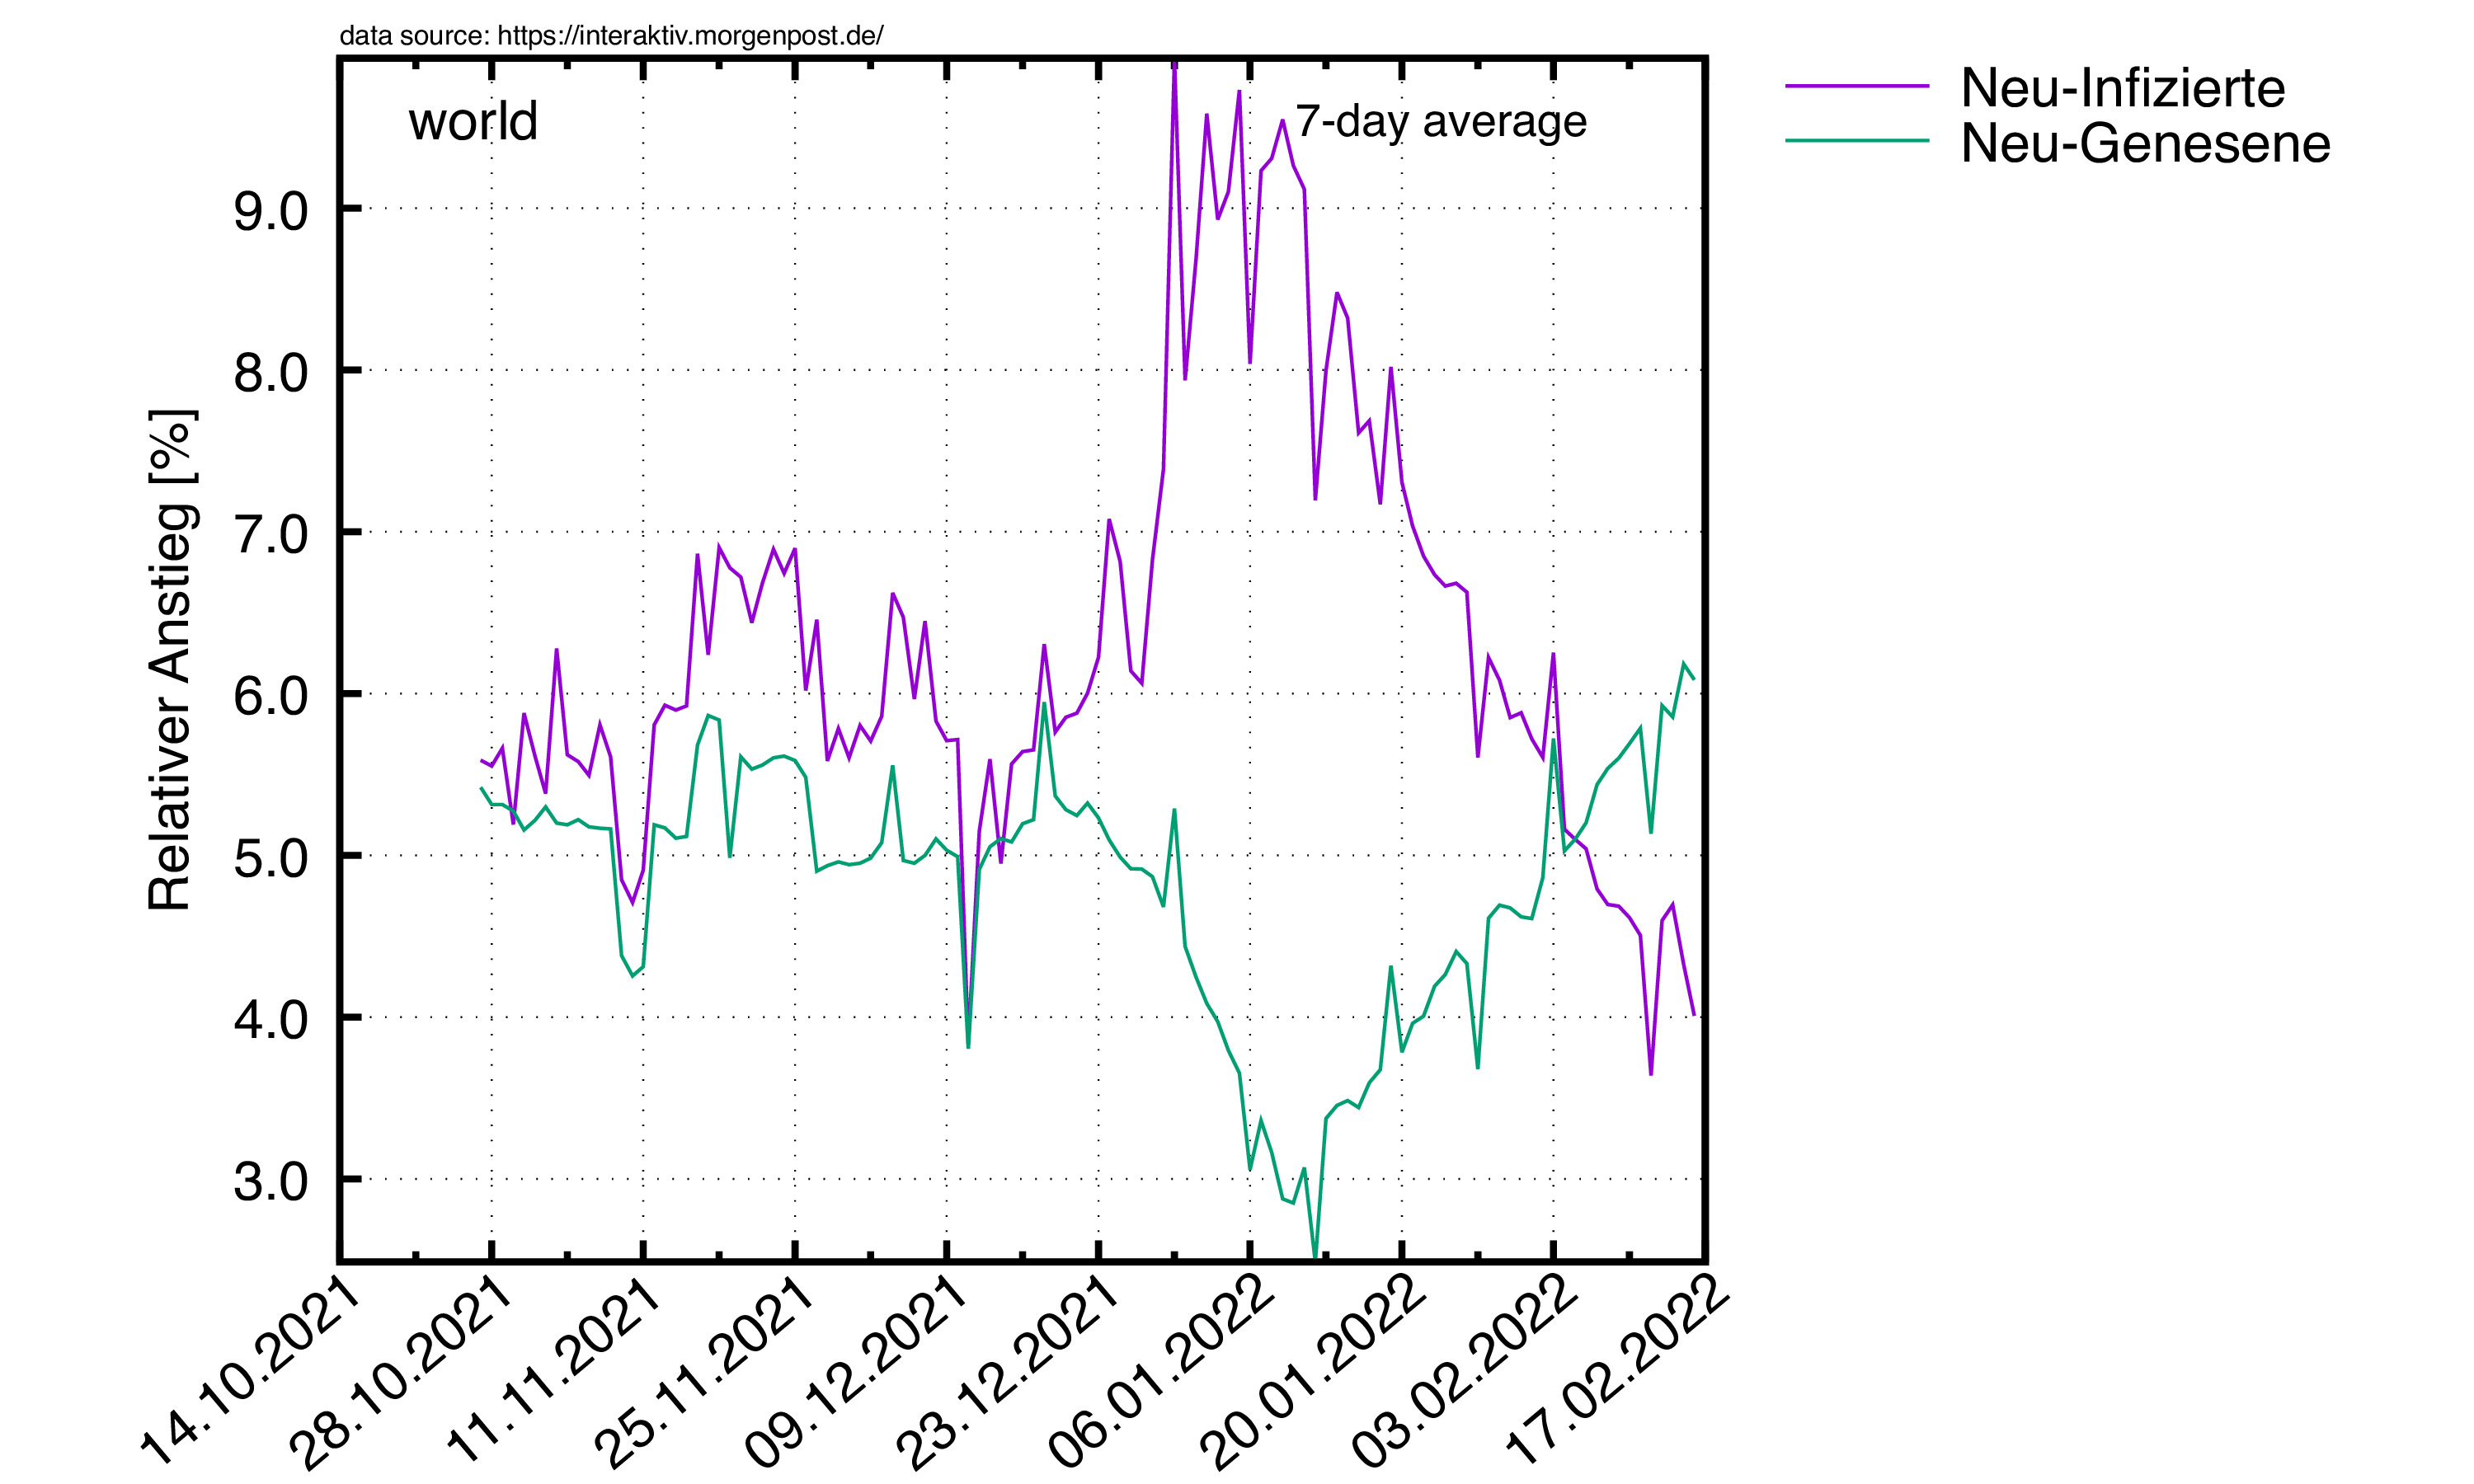 data source: https://interaktiv.morgenpost.de/
world
7-day average
Neu-Infizierte
Neu-Genesene
Relativer Anstieg [%]
9.0
8.0
7.0
6.0
5.0
4.0
3.0
14.10.2021
28.10.2021
11.11.2021
25.11.2021
09.12.2021
23.12.2021
06.01.2022
20.01.2022
03.02.2022
17.02.2022